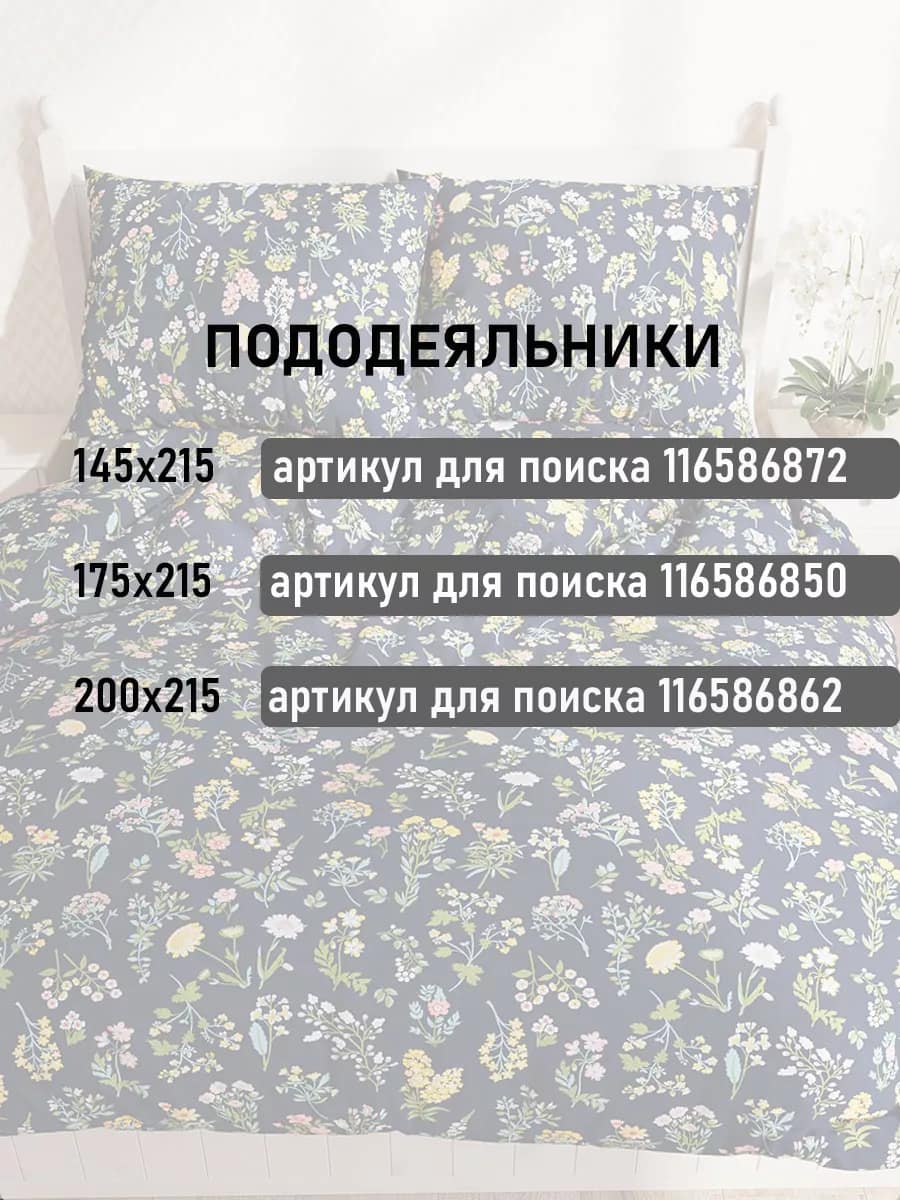 ПОДОДЕЯЛЬНИКИ
145x215 артикул для поиска 116586872
175x215 артикул для поиска 116586850
200x215 артикул для поиска 116586862